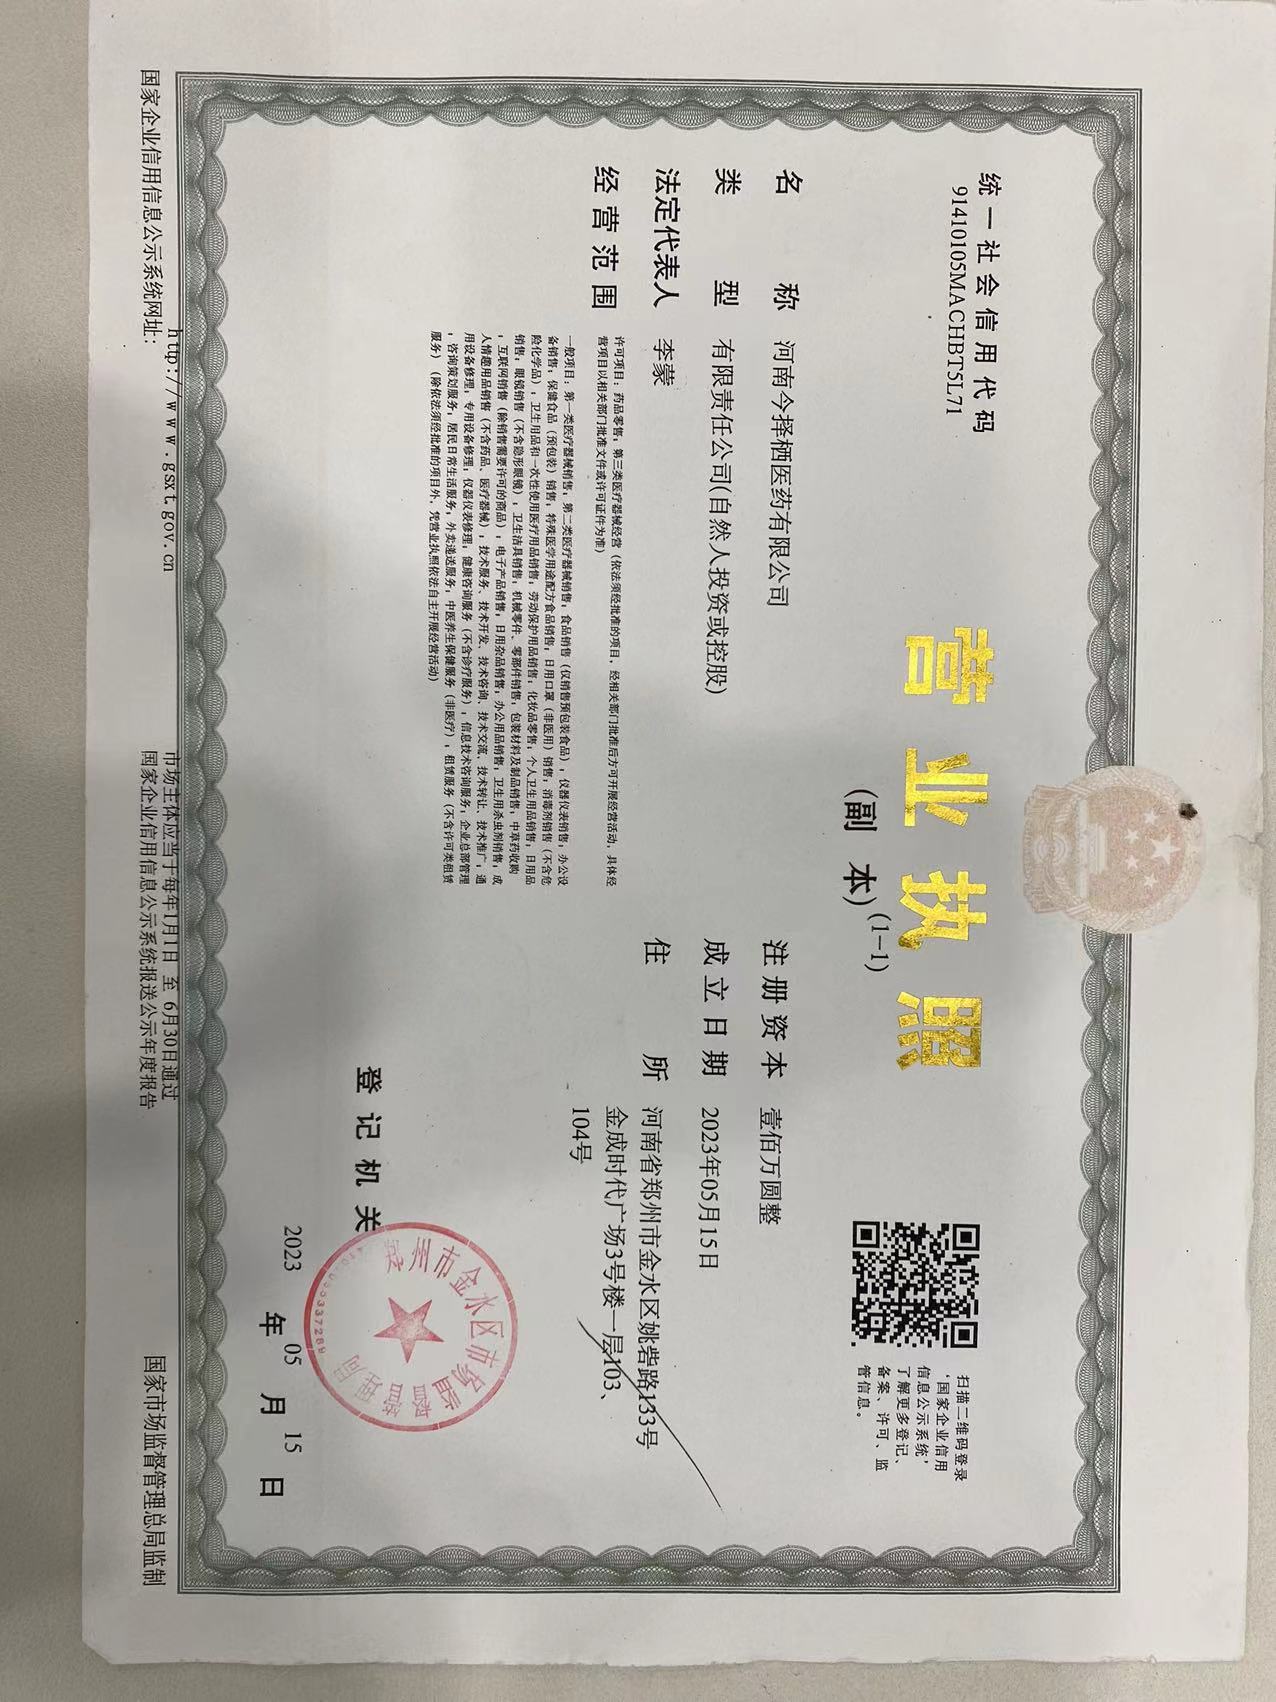 统一社会信用代码
91410105MACHBT5L71
营业执照
(副 本)(1-1)
扫描二维码登录
‘国家企业信用
信息公示系统’
了解更多登记、
备案、许可、监
管信息。
名 称 河南今择栖医药有限公司
类 型 有限责任公司(自然人投资或控股)
法定代表人 李蒙
经营范围 许可项目：药品零售；第三类医疗器械经营（依法须经批准的项目，经相关部门批准后方可开展经营活动，具体经
营项目以相关部门批准文件或许可证件为准）
一般项目：第一类医疗器械销售；第二类医疗器械销售；食品销售（仅销售预包装食品）；仪器仪表销售；办公设
备销售；保健食品（预包装）销售；特殊医学用途配方食品销售；日用口罩（非医用）销售；消毒剂销售（不含危
险化学品）；卫生用品和一次性使用医疗用品销售；劳动保护用品销售；化妆品零售；个人卫生用品销售；日用品
销售；眼镜销售（不含隐形眼镜）；卫生洁具销售；机械零件、零部件销售；包装材料及制品销售；中草药收购
；互联网销售（除销售需要许可的商品）；电子产品销售；日用杂品销售；办公用品销售；卫生用杀虫剂销售；成
人情趣用品销售（不含药品、医疗器械）；技术服务、技术开发、技术咨询、技术交流、技术转让、技术推广；通
用设备修理；专用设备修理；仪器仪表修理；健康咨询服务（不含诊疗服务）；信息技术咨询服务；企业总部管理
；咨询策划服务；居民日常生活服务；外卖递送服务；中医养生保健服务（非医疗）；租赁服务（不含许可类租赁
服务）（除依法须经批准的项目外，凭营业执照依法自主开展经营活动）
注册资本 壹佰万圆整
成立日期 2023年05月15日
住 所 河南省郑州市金水区姚砦路133号
金成时代广场3号楼一层103、
104号
登记机关
郑州市金水区市场监督管理局
2023年05月15日
http://www.gsxt.gov.cn
国家企业信用信息公示系统网址：
市场主体应当于每年1月1日 至 6月30日通过
国家企业信用信息公示系统报送公示年度报告
国家市场监督管理总局监制